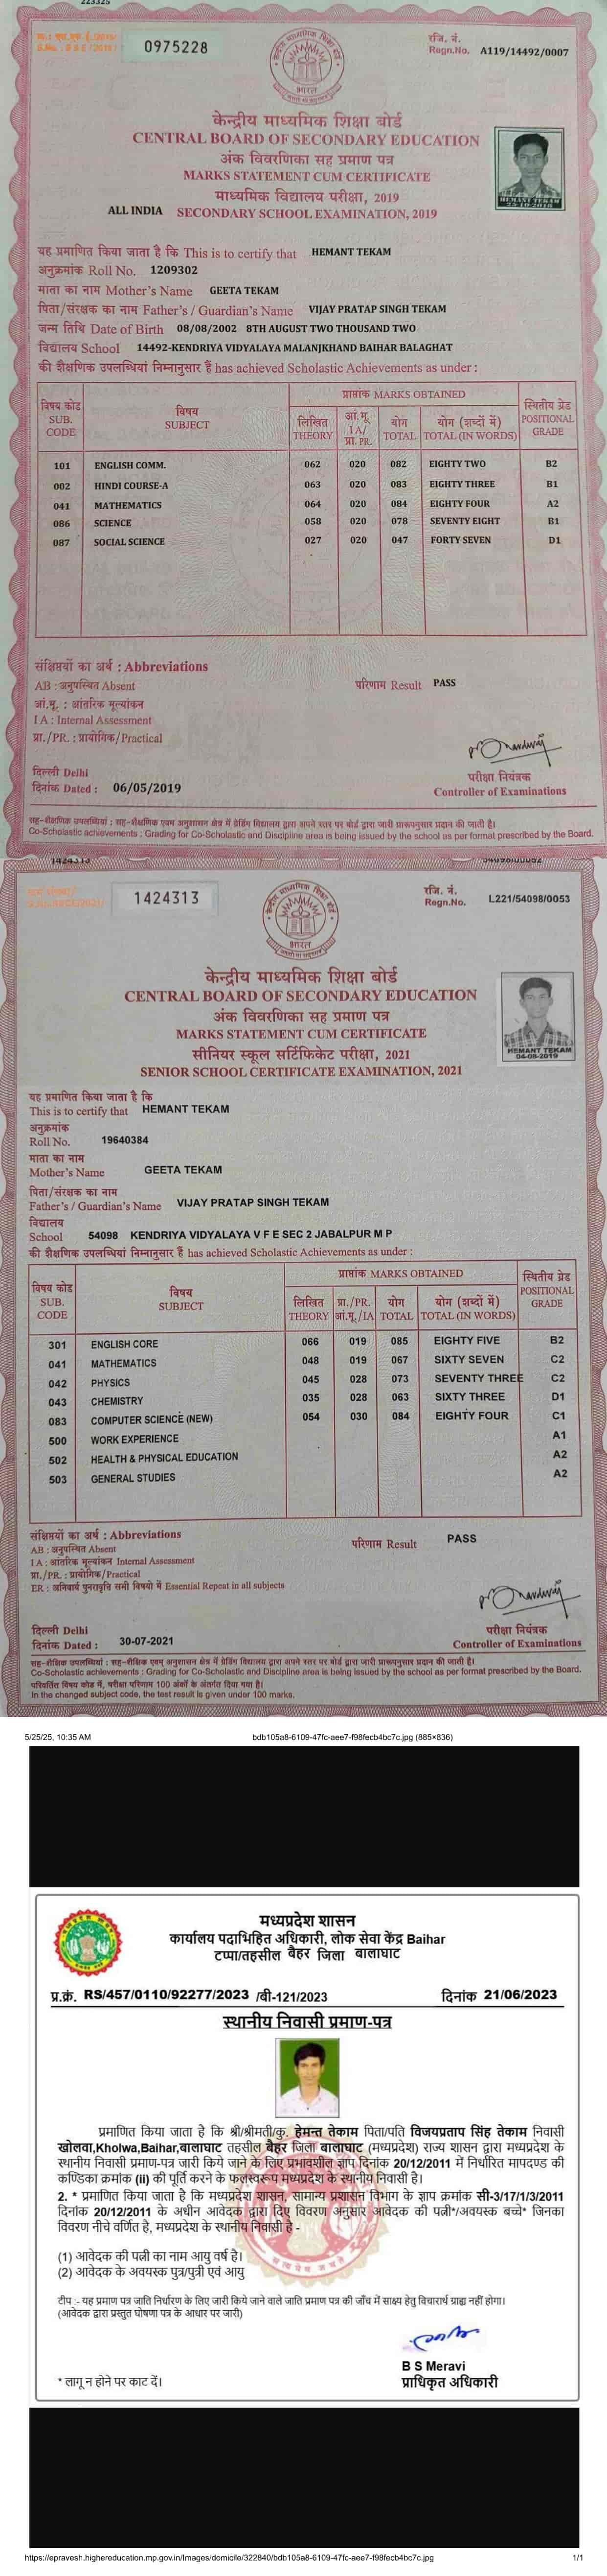 223325
0975228
रजि. नं.
Regn.No. A119/14492/0007
भारत
केन्द्रीय माध्यमिक शिक्षा बोर्ड
CENTRAL BOARD OF SECONDARY EDUCATION
अंक विवरणिका सह प्रमाण पत्र
MARKS STATEMENT CUM CERTIFICATE
माध्यमिक विद्यालय परीक्षा, 2019
ALL INDIA SECONDARY SCHOOL EXAMINATION, 2019
HEMANT TEKAM
यह प्रमाणित किया जाता है कि This is to certify that HEMANT TEKAM
अनुक्रमांक Roll No. 1209302
माता का नाम Mother's Name GEETA TEKAM
पिता/संरक्षक का नाम Father's / Guardian's Name VIJAY PRATAP SINGH TEKAM
जन्म तिथि Date of Birth 08/08/2002 8TH AUGUST TWO THOUSAND TWO
विद्यालय School 14492-KENDRIYA VIDYALAYA MALANJKHAND BAIHAR BALAGHAT
की शैक्षणिक उपलब्धियां निम्नानुसार हैं has achieved Scholastic Achievements as under :
विषय कोड SUB. CODE विषय SUBJECT प्राप्तांक MARKS OBTAINED स्थितीय ग्रेड POSITIONAL GRADE
लिखित THEORY आं.मू. I A/ प्रा. PR. योग TOTAL योग (शब्दों में) TOTAL (IN WORDS)
101 ENGLISH COMM. 062 020 082 EIGHTY TWO B2
002 HINDI COURSE-A 063 020 083 EIGHTY THREE B1
041 MATHEMATICS 064 020 084 EIGHTY FOUR A2
086 SCIENCE 058 020 078 SEVENTY EIGHT B1
087 SOCIAL SCIENCE 027 020 047 FORTY SEVEN D1
संक्षिप्तियों का अर्थ : Abbreviations
AB : अनुपस्थित Absent परिणाम Result PASS
आं.मू. : आंतरिक मूल्यांकन
I A : Internal Assessment
प्रा./PR. : प्रायोगिक/Practical
दिल्ली Delhi परीक्षा नियंत्रक
दिनांक Dated : 06/05/2019 Controller of Examinations
Co-Scholastic achievements : Grading for Co-Scholastic and Discipline area is being issued by the school as per format prescribed by the Board.
1424313
1424313
रजि. नं.
Regn.No. L221/54098/0053
भारत
केन्द्रीय माध्यमिक शिक्षा बोर्ड
CENTRAL BOARD OF SECONDARY EDUCATION
अंक विवरणिका सह प्रमाण पत्र
MARKS STATEMENT CUM CERTIFICATE
सीनियर स्कूल सर्टिफिकेट परीक्षा, 2021
SENIOR SCHOOL CERTIFICATE EXAMINATION, 2021
HEMANT TEKAM
04-08-2019
यह प्रमाणित किया जाता है कि
This is to certify that HEMANT TEKAM
अनुक्रमांक
Roll No. 19640384
माता का नाम
Mother's Name GEETA TEKAM
पिता/संरक्षक का नाम
Father's / Guardian's Name VIJAY PRATAP SINGH TEKAM
विद्यालय
School 54098 KENDRIYA VIDYALAYA V F E SEC 2 JABALPUR M P
की शैक्षणिक उपलब्धियां निम्नानुसार हैं has achieved Scholastic Achievements as under :
विषय कोड SUB. CODE विषय SUBJECT प्राप्तांक MARKS OBTAINED स्थितीय ग्रेड POSITIONAL GRADE
लिखित THEORY प्रा./PR. आं.मू./IA योग TOTAL योग (शब्दों में) TOTAL (IN WORDS)
301 ENGLISH CORE 066 019 085 EIGHTY FIVE B2
041 MATHEMATICS 048 019 067 SIXTY SEVEN C2
042 PHYSICS 045 028 073 SEVENTY THREE C2
043 CHEMISTRY 035 028 063 SIXTY THREE D1
083 COMPUTER SCIENCE (NEW) 054 030 084 EIGHTY FOUR C1
500 WORK EXPERIENCE A1
502 HEALTH & PHYSICAL EDUCATION A2
503 GENERAL STUDIES A2
संक्षिप्तियों का अर्थ : Abbreviations
AB : अनुपस्थित Absent परिणाम Result PASS
I A : आंतरिक मूल्यांकन Internal Assessment
प्रा./PR. : प्रायोगिक/Practical
ER : अनिवार्य पुनरावृत्ति सभी विषयो में Essential Repeat in all subjects
दिल्ली Delhi परीक्षा नियंत्रक
दिनांक Dated : 30-07-2021 Controller of Examinations
Co-Scholastic achievements : Grading for Co-Scholastic and Discipline area is being issued by the school as per format prescribed by the Board.
परिवर्तित विषय कोड में, परीक्षा परिणाम 100 अंकों के अंतर्गत दिया गया है।
In the changed subject code, the test result is given under 100 marks.
5/25/25, 10:35 AM bdb105a8-6109-47fc-aee7-f98fecb4bc7c.jpg (885×836)
मध्यप्रदेश शासन
कार्यालय पदाभिहित अधिकारी, लोक सेवा केंद्र Baihar
टप्पा/तहसील बैहर जिला बालाघाट
प्र.क्रं. RS/457/0110/92277/2023 /बी-121/2023 दिनांक 21/06/2023
स्थानीय निवासी प्रमाण-पत्र
प्रमाणित किया जाता है कि श्री/श्रीमती/कु. हेमन्त तेकाम पिता/पति विजयप्रताप सिंह तेकाम निवासी
खोलवा,Kholwa,Baihar,बालाघाट तहसील बैहर जिला बालाघाट (मध्यप्रदेश) राज्य शासन द्वारा मध्यप्रदेश के
स्थानीय निवासी प्रमाण-पत्र जारी किये जाने के लिए प्रभावशील ज्ञाप दिनांक 20/12/2011 में निर्धारित मापदण्ड की
कण्डिका क्रमांक (ii) की पूर्ति करने के फलस्वरूप मध्यप्रदेश के स्थानीय निवासी है।
2. * प्रमाणित किया जाता है कि मध्यप्रदेश शासन, सामान्य प्रशासन विभाग के ज्ञाप क्रमांक सी-3/17/1/3/2011
दिनांक 20/12/2011 के अधीन आवेदक द्वारा दिए विवरण अनुसार आवेदक की पत्नी*/अवयस्क बच्चे* जिनका
विवरण नीचे वर्णित है, मध्यप्रदेश के स्थानीय निवासी है -
(1) आवेदक की पत्नी का नाम आयु वर्ष है।
(2) आवेदक के अवयस्क पुत्र/पुत्री एवं आयु
टीप :- यह प्रमाण पत्र जाति निर्धारण के लिए जारी किये जाने वाले जाति प्रमाण पत्र की जाँच में साक्ष्य हेतु विचारार्थ ग्राह्य नहीं होगा।
(आवेदक द्वारा प्रस्तुत घोषणा पत्र के आधार पर जारी)
B S Meravi
* लागू न होने पर काट दें। प्राधिकृत अधिकारी
https://epravesh.highereducation.mp.gov.in/Images/domicile/322840/bdb105a8-6109-47fc-aee7-f98fecb4bc7c.jpg 1/1